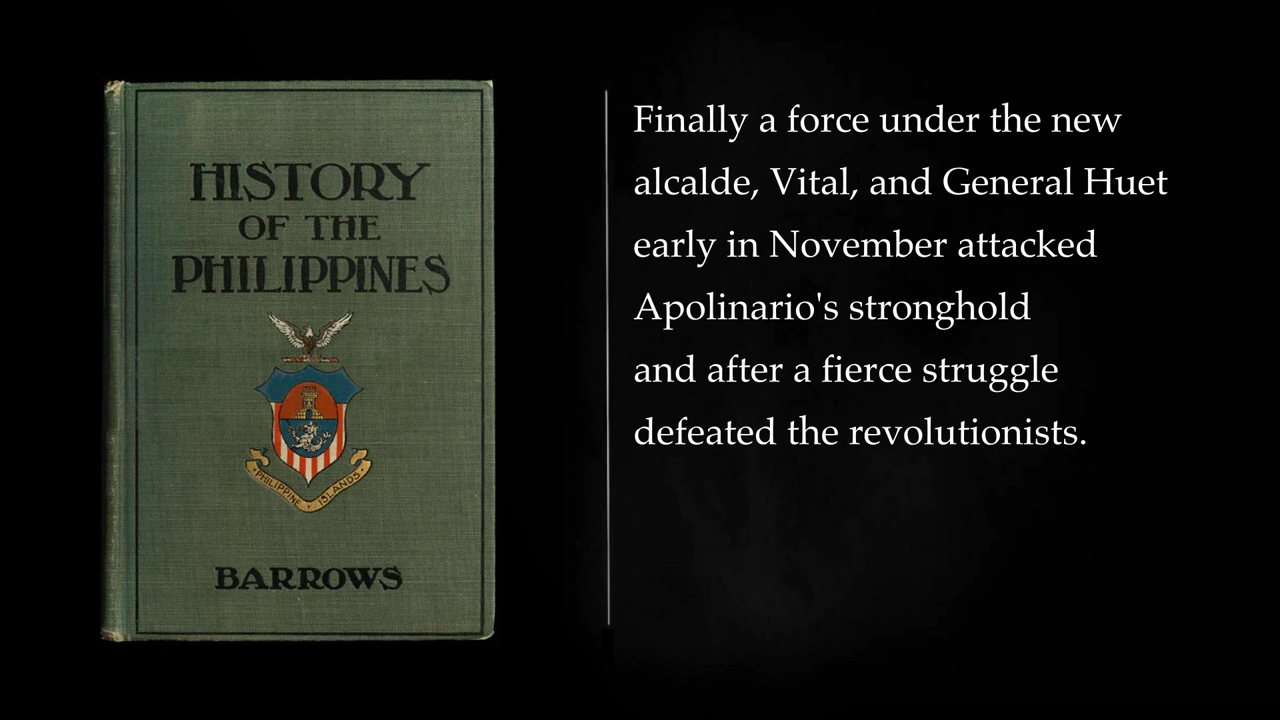 HISTORY
OF THE
PHILIPPINES
PHILIPPINE ISLANDS
BARROWS
Finally a force under the new
alcalde, Vital, and General Huet
early in November attacked
Apolinario's stronghold
and after a fierce struggle
defeated the revolutionists.